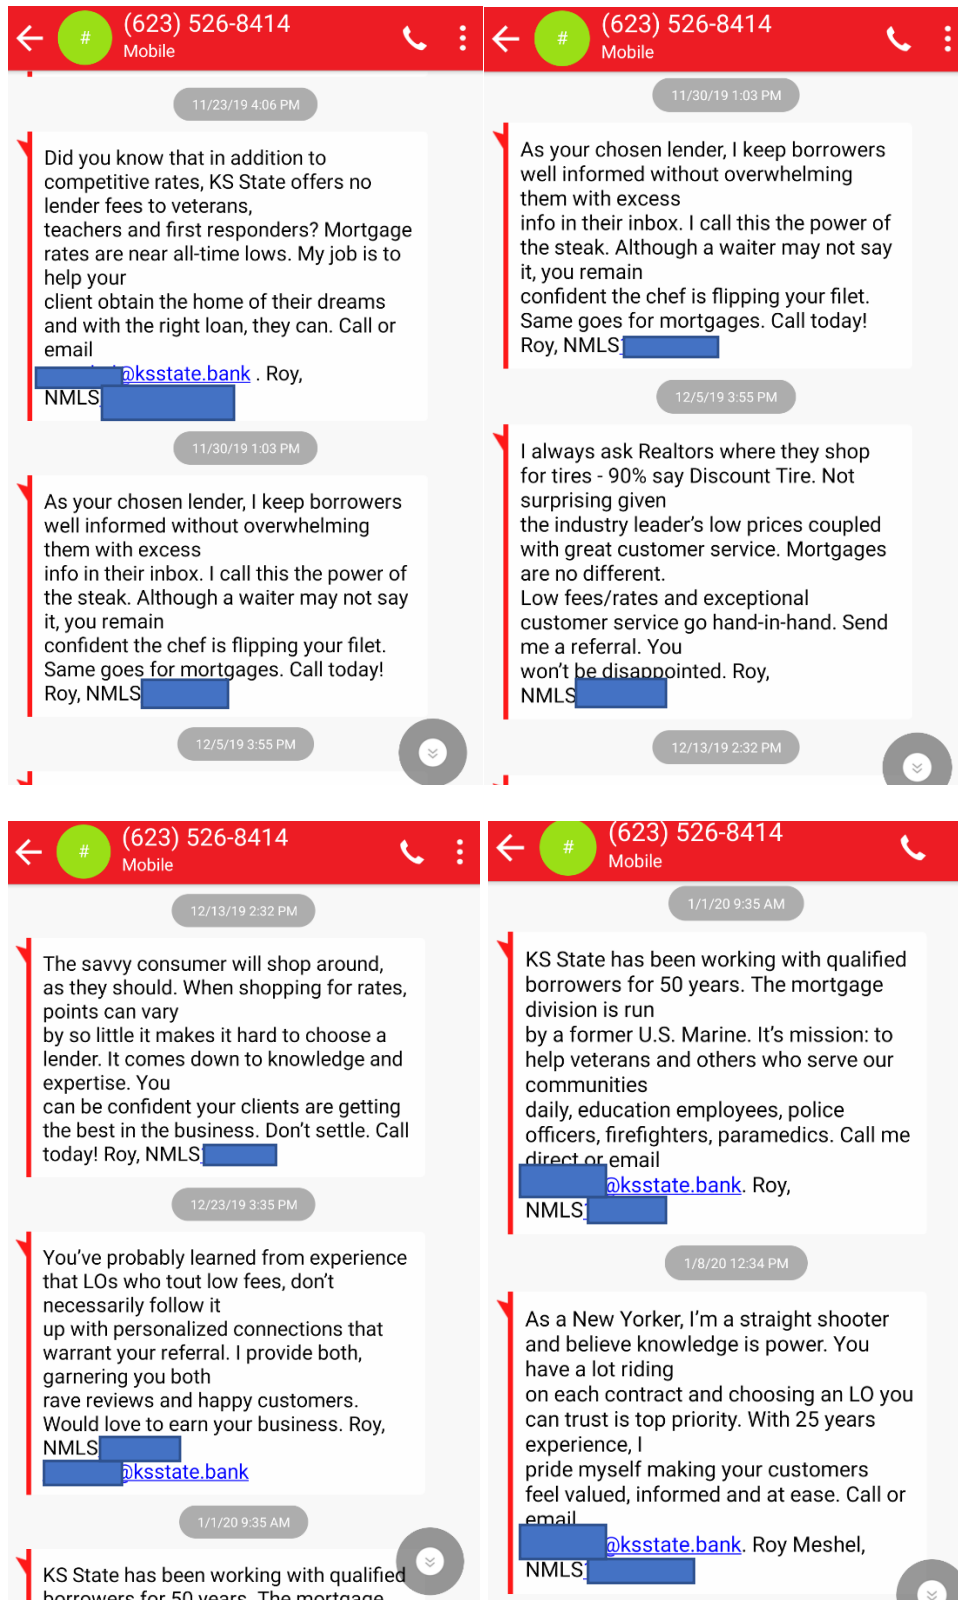 (623) 526-8414
Mobile
11/23/19 4:06 PM
Did you know that in addition to
competitive rates, KS State offers no
lender fees to veterans,
teachers and first responders? Mortgage
rates are near all-time lows. My job is to
help your
client obtain the home of their dreams
and with the right loan, they can. Call or
email
@ksstate.bank . Roy,
NMLS
11/30/19 1:03 PM
As your chosen lender, I keep borrowers
well informed without overwhelming
them with excess
info in their inbox. I call this the power of
the steak. Although a waiter may not say
it, you remain
confident the chef is flipping your filet.
Same goes for mortgages. Call today!
Roy, NMLS
12/5/19 3:55 PM
(623) 526-8414
Mobile
11/30/19 1:03 PM
As your chosen lender, I keep borrowers
well informed without overwhelming
them with excess
info in their inbox. I call this the power of
the steak. Although a waiter may not say
it, you remain
confident the chef is flipping your filet.
Same goes for mortgages. Call today!
Roy, NMLS
12/5/19 3:55 PM
I always ask Realtors where they shop
for tires - 90% say Discount Tire. Not
surprising given
the industry leader's low prices coupled
with great customer service. Mortgages
are no different.
Low fees/rates and exceptional
customer service go hand-in-hand. Send
me a referral. You
won't be disappointed. Roy,
NMLS
12/13/19 2:32 PM
(623) 526-8414
Mobile
12/13/19 2:32 PM
The savvy consumer will shop around,
as they should. When shopping for rates,
points can vary
by so little it makes it hard to choose a
lender. It comes down to knowledge and
expertise. You
can be confident your clients are getting
the best in the business. Don't settle. Call
today! Roy, NMLS
12/23/19 3:35 PM
You've probably learned from experience
that LOs who tout low fees, don't
necessarily follow it
up with personalized connections that
warrant your referral. I provide both,
garnering you both
rave reviews and happy customers.
Would love to earn your business. Roy,
NMLS
@ksstate.bank
1/1/20 9:35 AM
KS State has been working with qualified
borrowers for 50 years. The mortgage
(623) 526-8414
Mobile
1/1/20 9:35 AM
KS State has been working with qualified
borrowers for 50 years. The mortgage
division is run
by a former U.S. Marine. It's mission: to
help veterans and others who serve our
communities
daily, education employees, police
officers, firefighters, paramedics. Call me
direct or email
@ksstate.bank. Roy,
NMLS
1/8/20 12:34 PM
As a New Yorker, I'm a straight shooter
and believe knowledge is power. You
have a lot riding
on each contract and choosing an LO you
can trust is top priority. With 25 years
experience, I
pride myself making your customers
feel valued, informed and at ease. Call or
email
@ksstate.bank. Roy Meshel,
NMLS